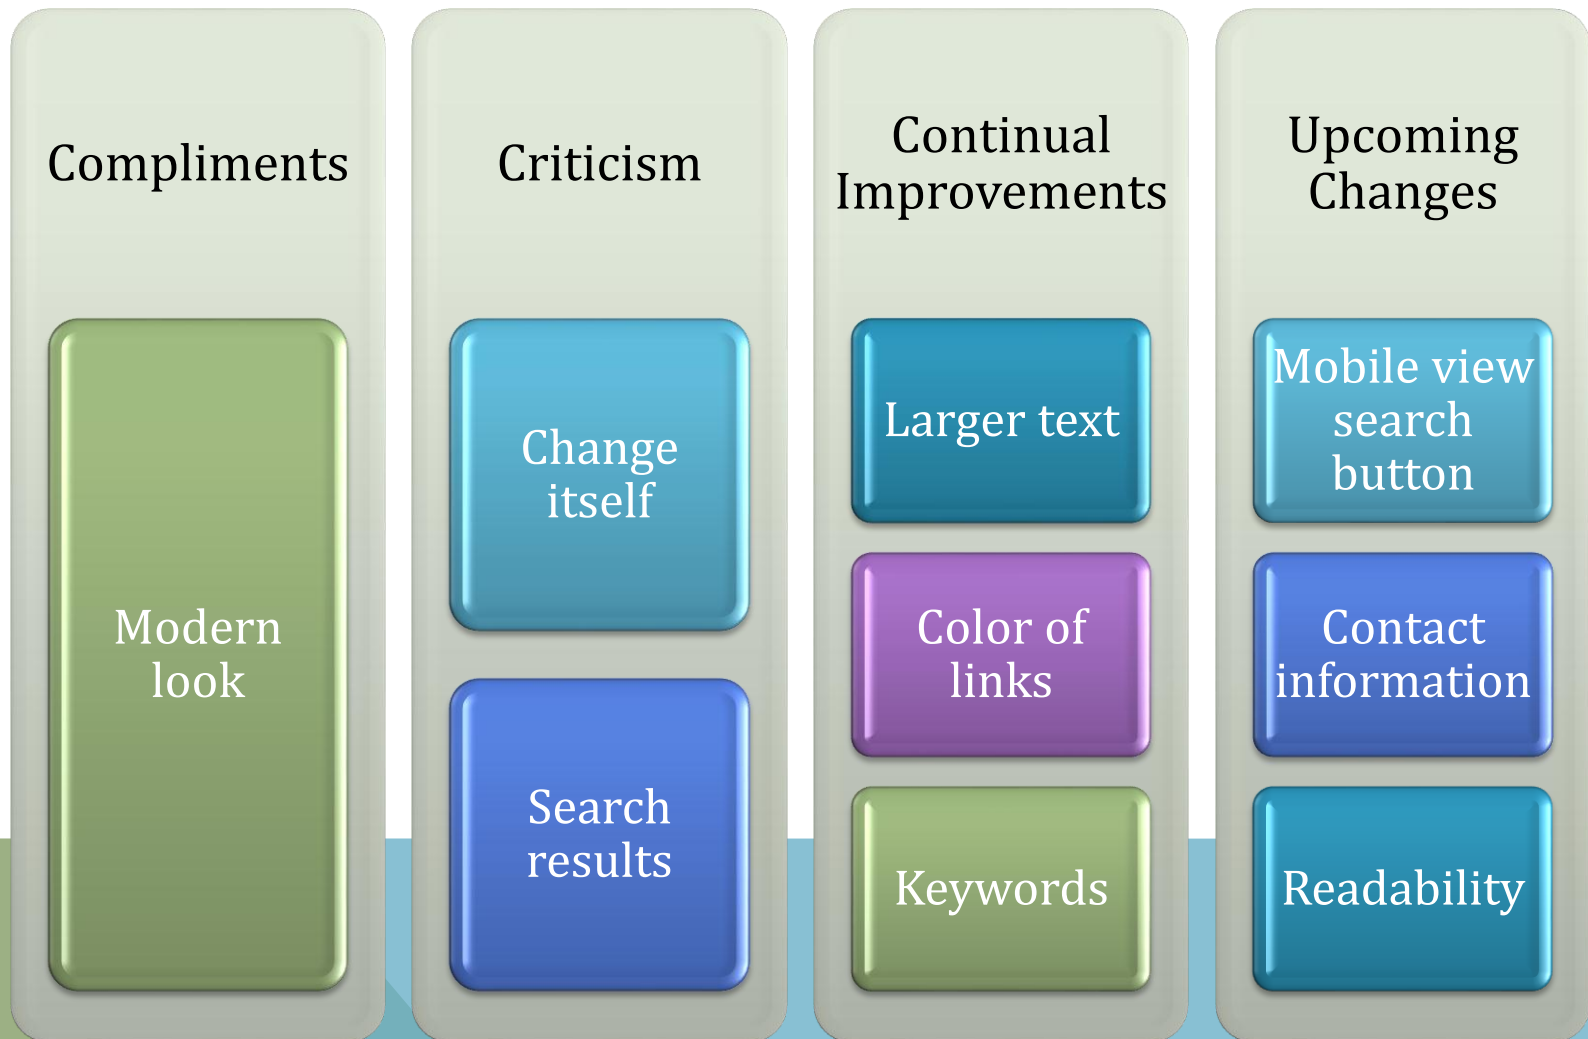 Compliments
Modern
look
Criticism
Change
itself
Search
results
Continual
Improvements
Larger text
Color of
links
Keywords
Upcoming
Changes
Mobile view
search
button
Contact
information
Readability